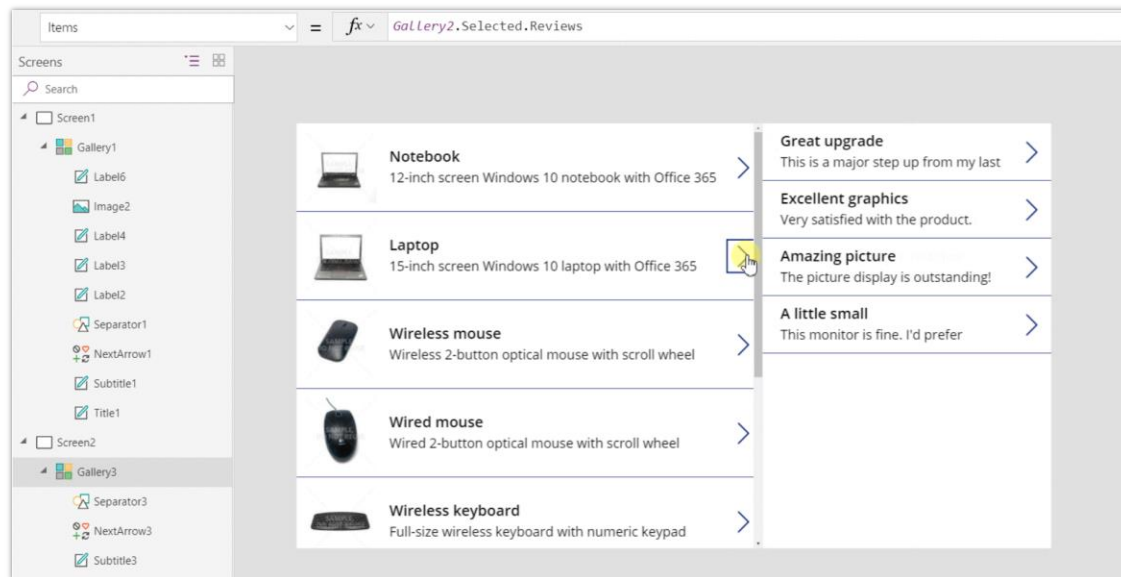 Items
= fx Gallery2.Selected.Reviews
Screens
Search
Screen1
Gallery1
Label6
Image2
Label4
Label3
Label2
Separator1
NextArrow1
Subtitle1
Title1
Screen2
Gallery3
Separator3
NextArrow3
Subtitle3
Notebook
12-inch screen Windows 10 notebook with Office 365
Laptop
15-inch screen Windows 10 laptop with Office 365
Wireless mouse
Wireless 2-button optical mouse with scroll wheel
Wired mouse
Wired 2-button optical mouse with scroll wheel
Wireless keyboard
Full-size wireless keyboard with numeric keypad
Great upgrade
This is a major step up from my last
Excellent graphics
Very satisfied with the product.
Amazing picture
The picture display is outstanding!
A little small
This monitor is fine. I'd prefer